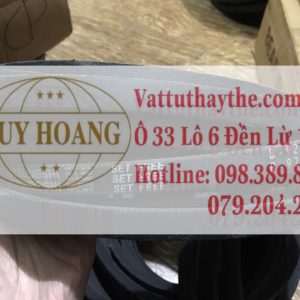 ★★★
UY HOANG
★★★
Vattuthaythe.com
Ô 33 Lô 6 Đền Lừ
Hotline: 098.389.8
079.204.2
SET FREE
SET FREE
SET FREE